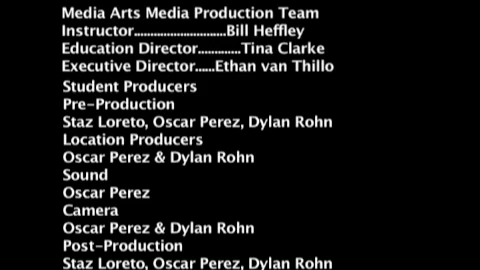 Media Arts Media Production Team
Instructor............................Bill Heffley
Education Director.............Tina Clarke
Executive Director......Ethan van Thillo
Student Producers
Pre-Production
Staz Loreto, Oscar Perez, Dylan Rohn
Location Producers
Oscar Perez & Dylan Rohn
Sound
Oscar Perez
Camera
Oscar Perez & Dylan Rohn
Post-Production
Staz Loreto, Oscar Perez, Dylan Rohn